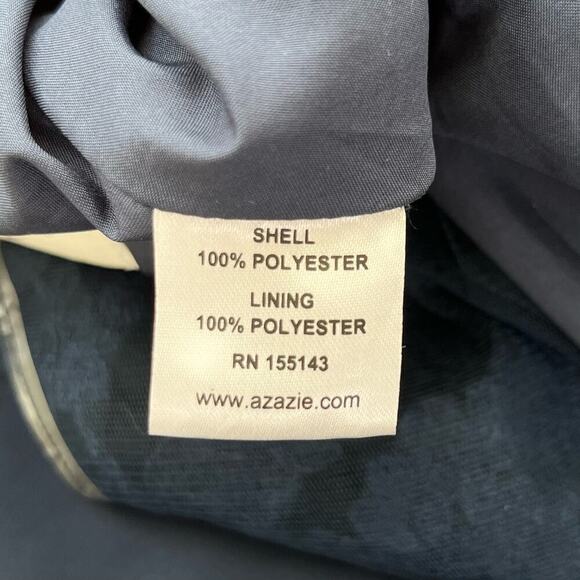 SHELL
100% POLYESTER
LINING
100% POLYESTER
RN 155143
www.azazie.com